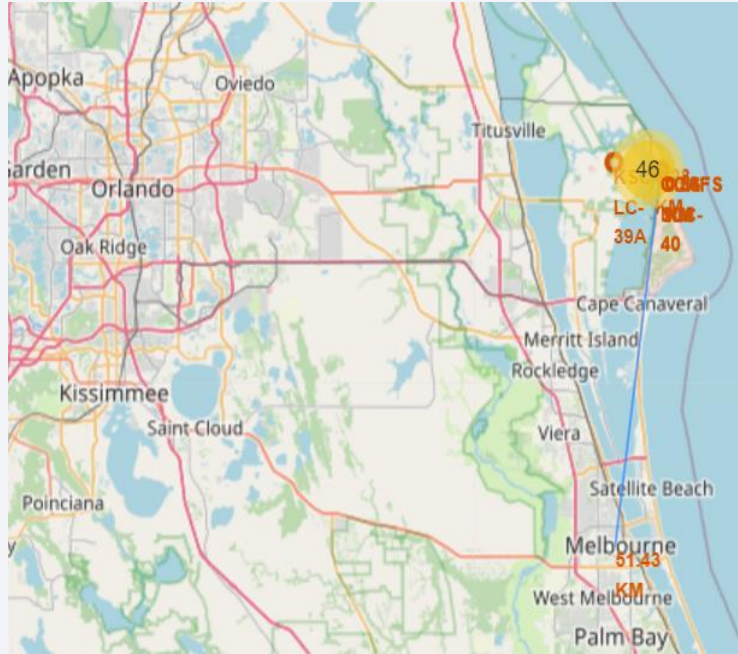 Apopka
Oviedo
Titusville
46
Garden
Orlando
LC-
39A
40
Oak Ridge
Cape Canaveral
Merritt Island
Rockledge
Kissimmee
Saint Cloud
Viera
Poinciana
Satellite Beach
Melbourne
51.43
KM
West Melbourne
Palm Bay